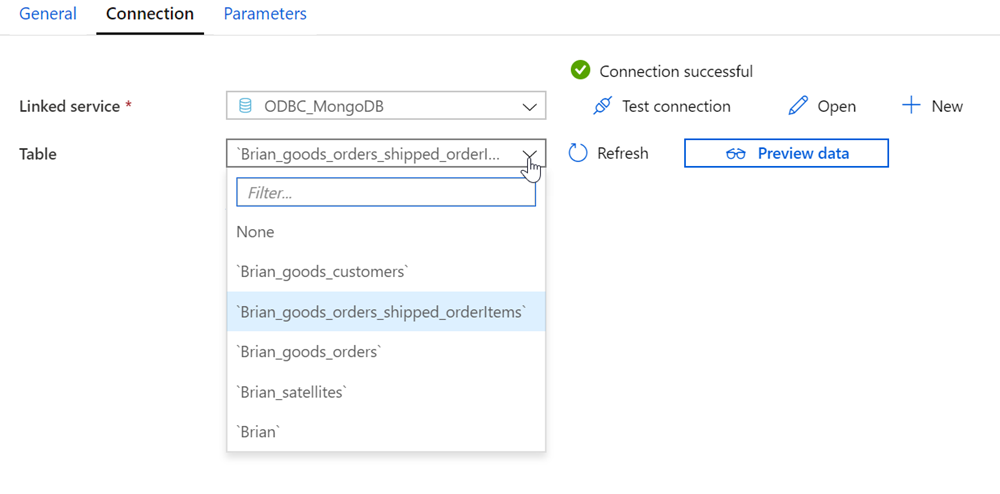 General Connection Parameters
Connection successful
Linked service * ODBC_MongoDB Test connection Open New
Table `Brian_goods_orders_shipped_orderI... Refresh Preview data
Filter...
None
`Brian_goods_customers`
`Brian_goods_orders_shipped_orderItems`
`Brian_goods_orders`
`Brian_satellites`
`Brian`